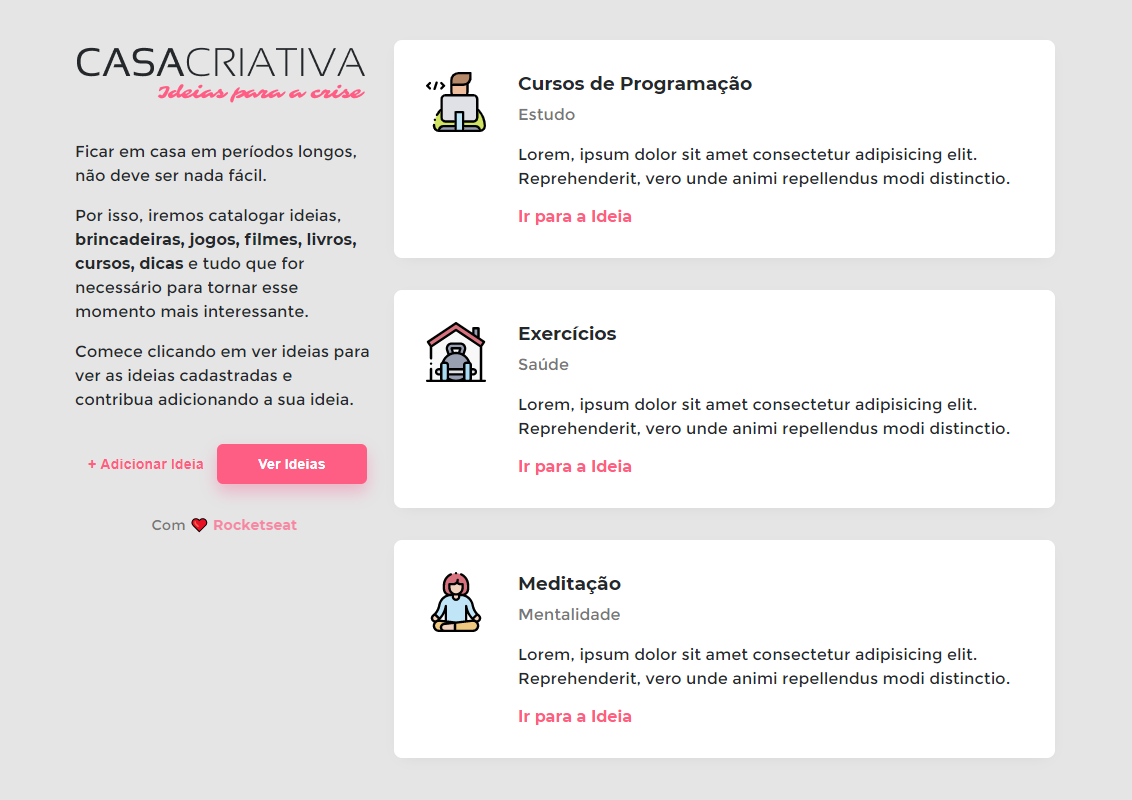 CASACRIATIVA
Ideias para a crise
Ficar em casa em períodos longos,
não deve ser nada fácil.
Por isso, iremos catalogar ideias,
brincadeiras, jogos, filmes, livros,
cursos, dicas e tudo que for
necessário para tornar esse
momento mais interessante.
Comece clicando em ver ideias para
ver as ideias cadastradas e
contribua adicionando a sua ideia.
+ Adicionar Ideia
Ver Ideias
Com ❤ Rocketseat
Cursos de Programação
Estudo
Lorem, ipsum dolor sit amet consectetur adipisicing elit.
Reprehenderit, vero unde animi repellendus modi distinctio.
Ir para a Ideia
Exercícios
Saúde
Lorem, ipsum dolor sit amet consectetur adipisicing elit.
Reprehenderit, vero unde animi repellendus modi distinctio.
Ir para a Ideia
Meditação
Mentalidade
Lorem, ipsum dolor sit amet consectetur adipisicing elit.
Reprehenderit, vero unde animi repellendus modi distinctio.
Ir para a Ideia